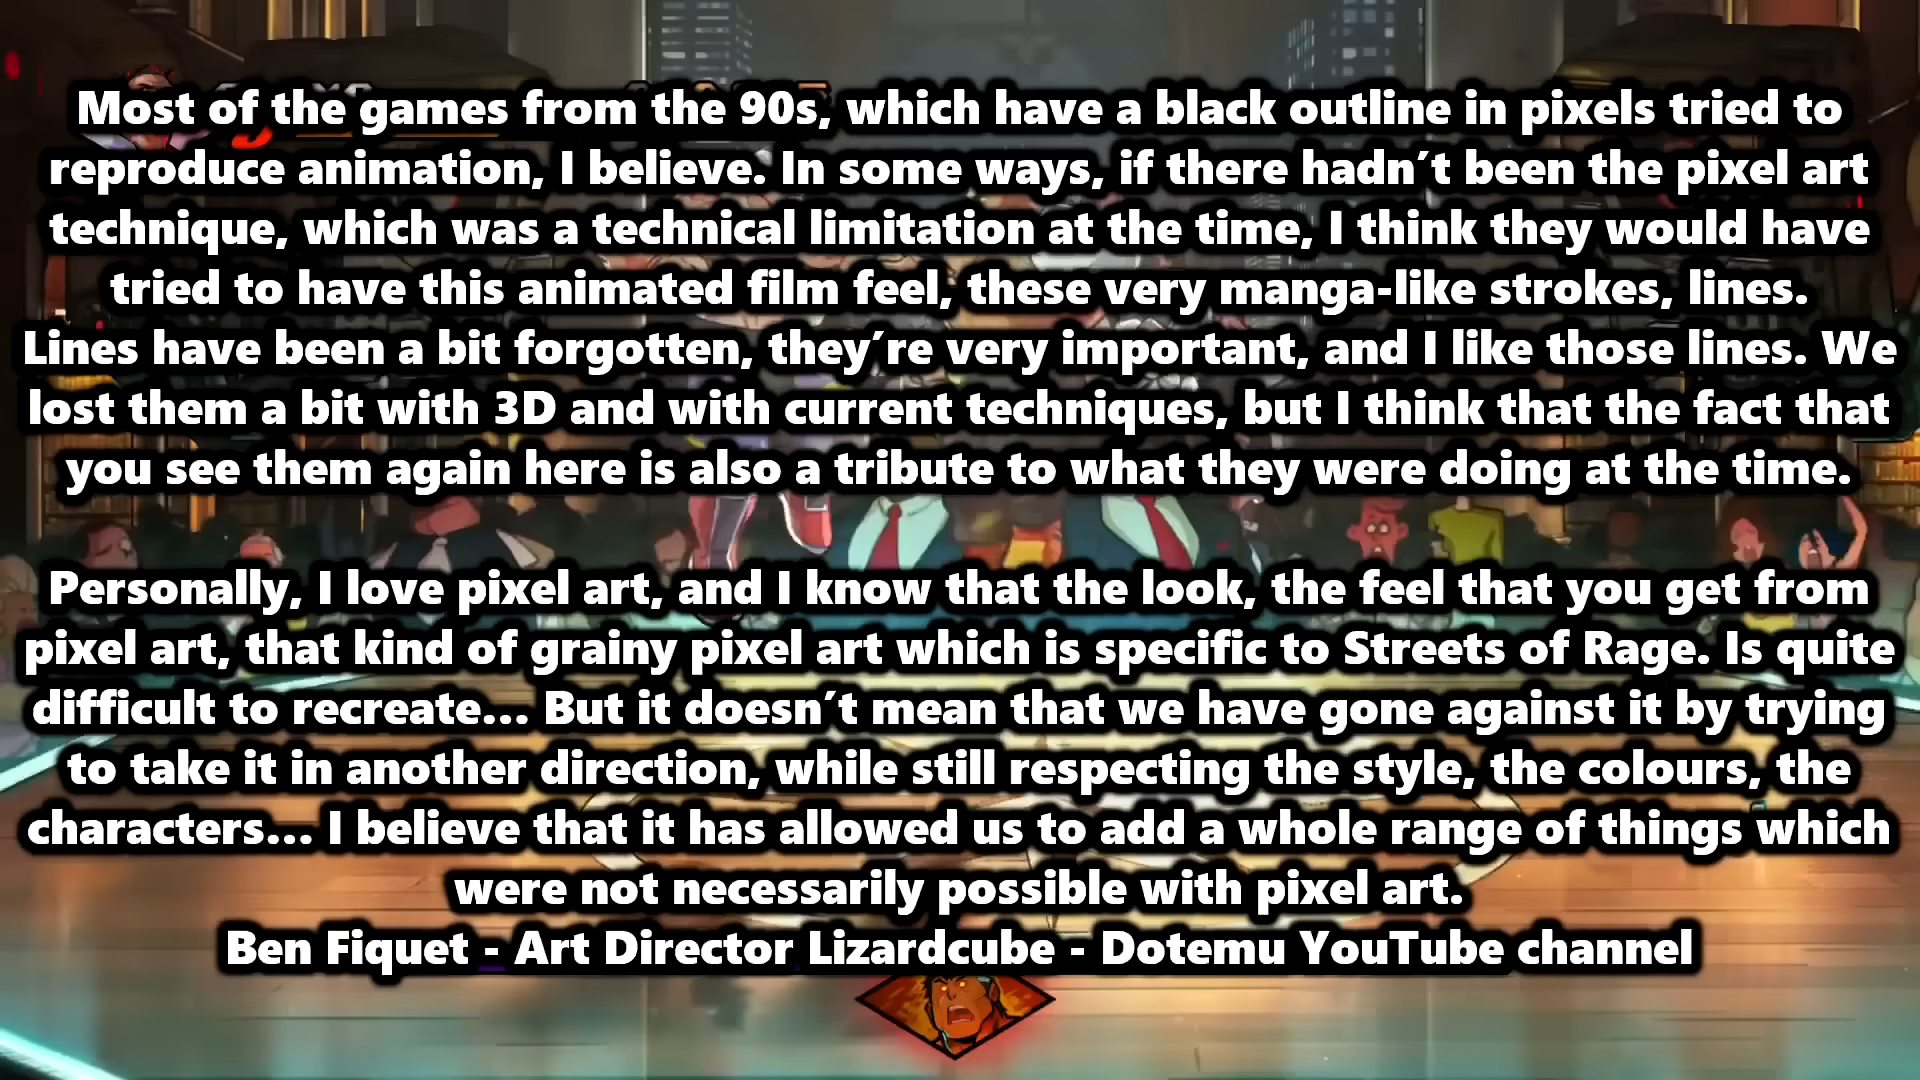 Most of the games from the 90s, which have a black outline in pixels tried to
reproduce animation, I believe. In some ways, if there hadn't been the pixel art
technique, which was a technical limitation at the time, I think they would have
tried to have this animated film feel, these very manga-like strokes, lines.
Lines have been a bit forgotten, they're very important, and I like those lines. We
lost them a bit with 3D and with current techniques, but I think that the fact that
you see them again here is also a tribute to what they were doing at the time.
Personally, I love pixel art, and I know that the look, the feel that you get from
pixel art, that kind of grainy pixel art which is specific to Streets of Rage. Is quite
difficult to recreate... But it doesn't mean that we have gone against it by trying
to take it in another direction, while still respecting the style, the colours, the
characters... I believe that it has allowed us to add a whole range of things which
were not necessarily possible with pixel art.
Ben Fiquet - Art Director Lizardcube - Dotemu YouTube channel